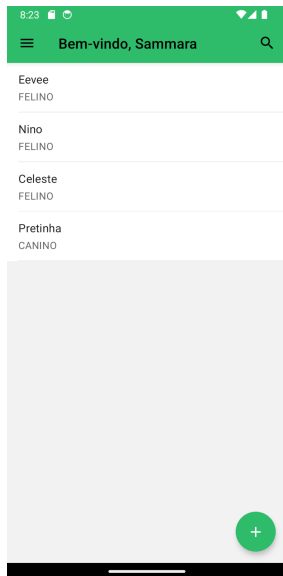 8:23
Bem-vindo, Sammara
Eevee
FELINO
Nino
FELINO
Celeste
FELINO
Pretinha
CANINO